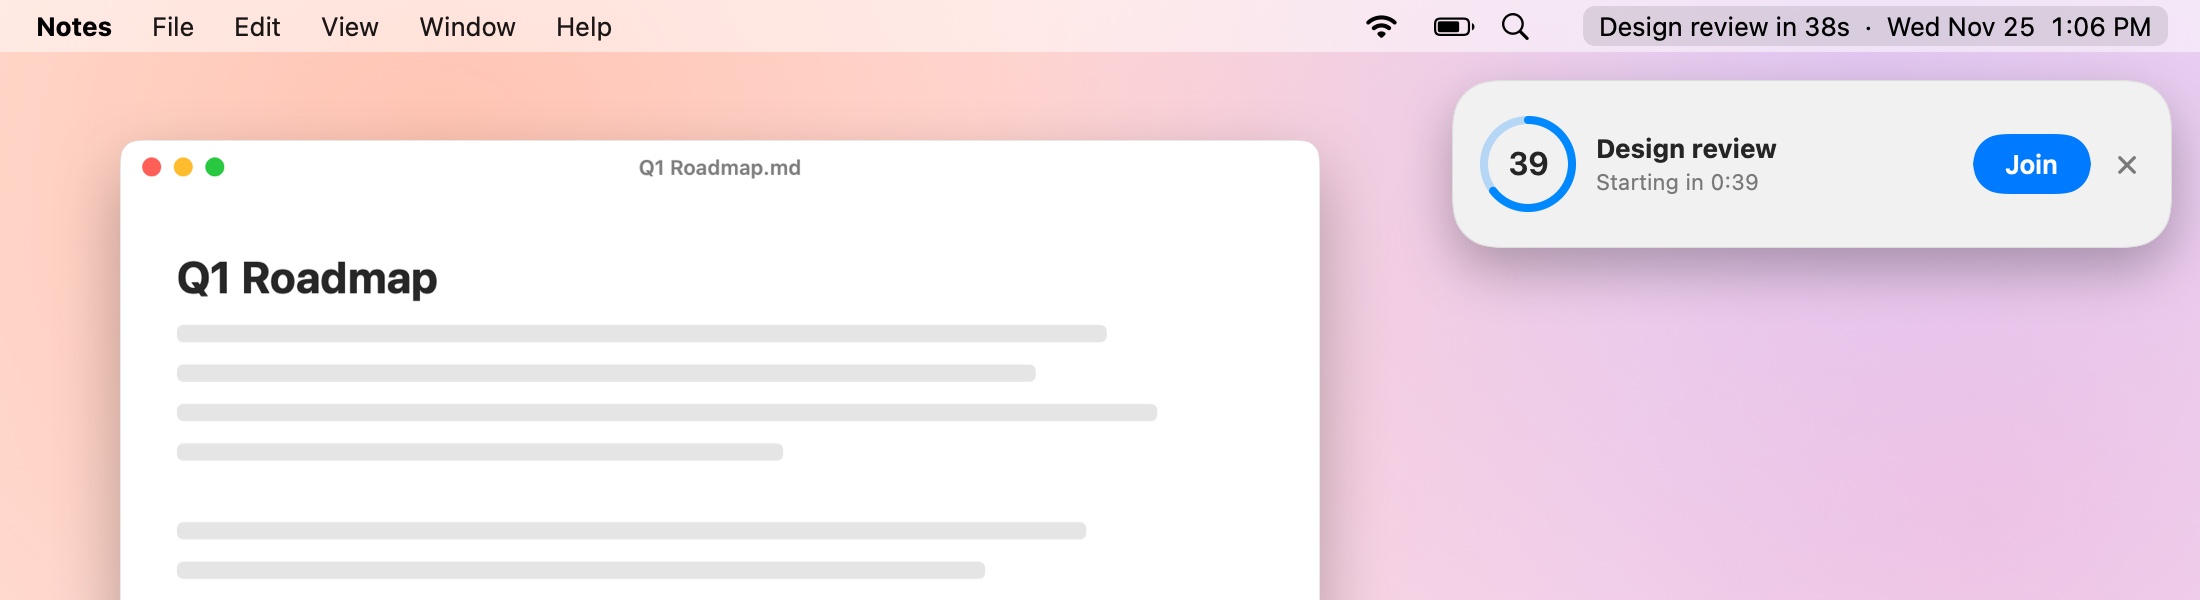 Notes File Edit View Window Help Design review in 38s · Wed Nov 25 1:06 PM
39
Design review
Starting in 0:39
Join
Q1 Roadmap.md
Q1 Roadmap